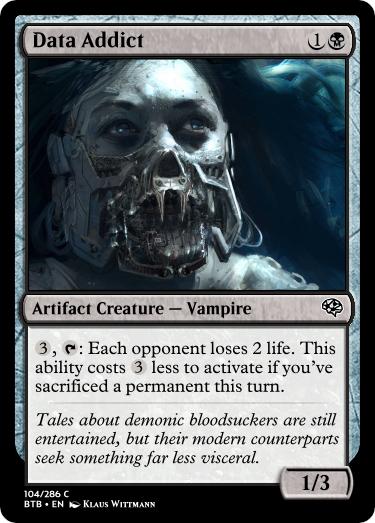 Data Addict 1
Artifact Creature — Vampire
3, : Each opponent loses 2 life. This
ability costs 3 less to activate if you've
sacrificed a permanent this turn.
Tales about demonic bloodsuckers are still
entertained, but their modern counterparts
seek something far less visceral.
1/3
104/286 C
BTB • EN Klaus Wittmann